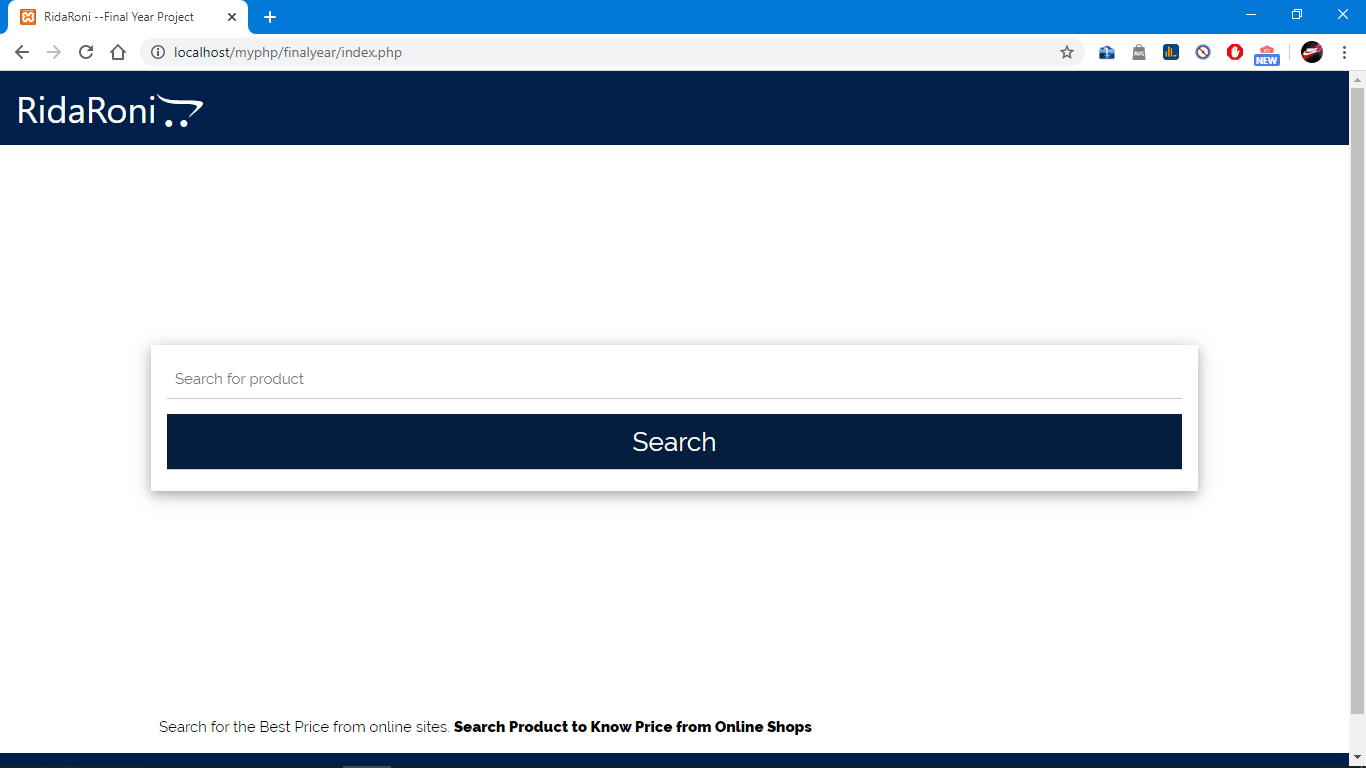 RidaRoni --Final Year Project
localhost/myphp/finalyear/index.php
AVG
NEW
RidaRoni
Search for product
Search
Search for the Best Price from online sites. Search Product to Know Price from Online Shops